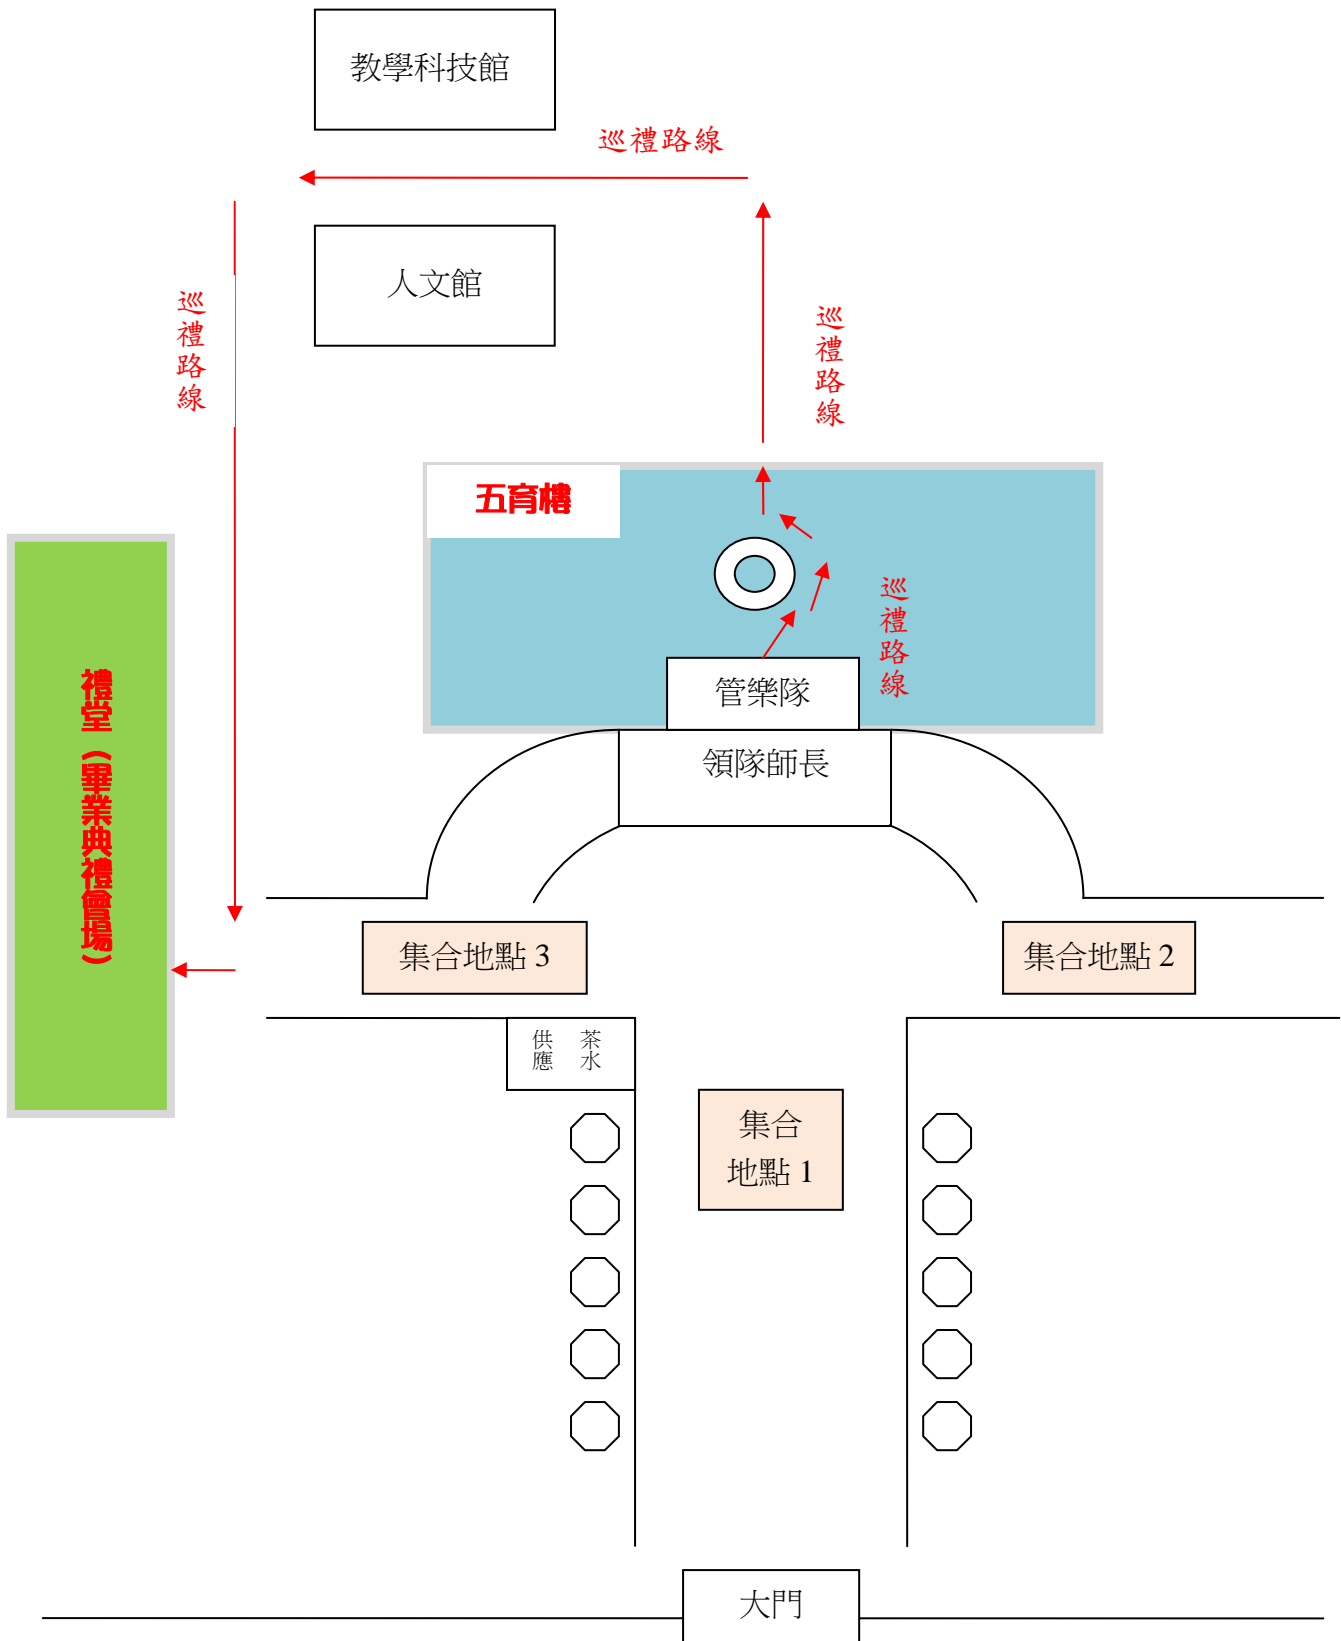 教學科技館
巡禮路線
人文館
巡禮路線
巡禮路線
五育樓
巡禮路線
管樂隊
領隊師長
禮堂（畢業典禮會場）
集合地點 3
集合地點 2
茶水
供應
集合
地點 1
大門